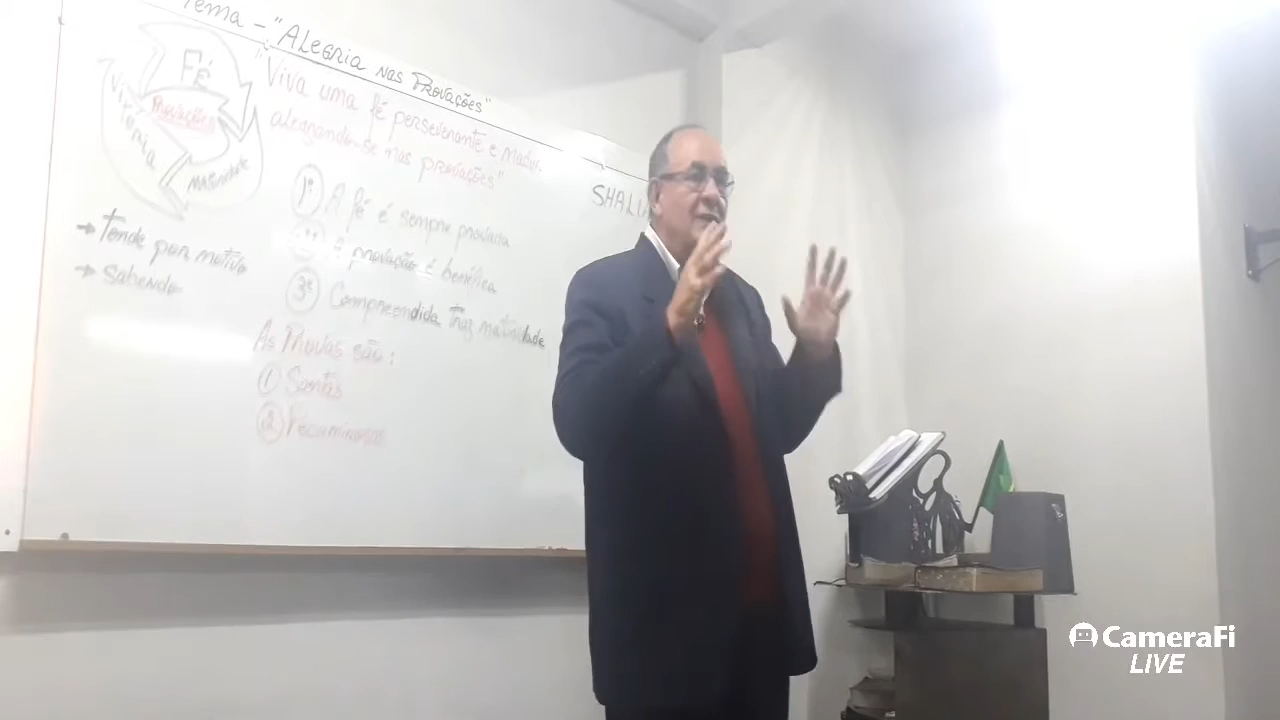 Tema - "Alegria nas Provações"
"Viva uma fé perseverante e madura
alegrando-se nas provações"
Fé
Provações
Vitória
Maturidade
1º A fé é sempre provada
A provação é benéfica
3º Compreendida traz maturidade
→ Tende por motivo
→ Sabendo
As Provas são:
① Santas
② Pecaminosas
CameraFi
LIVE